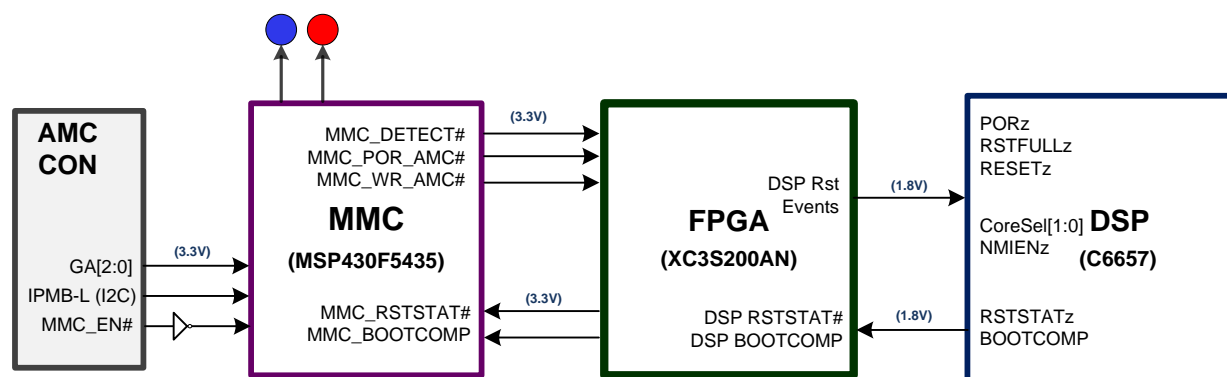 AMC
CON
GA[2:0]
IPMB-L (I2C)
MMC_EN#
(3.3V)
MMC_DETECT#
MMC_POR_AMC#
MMC_WR_AMC#
MMC
(MSP430F5435)
MMC_RSTSTAT#
MMC_BOOTCOMP
(3.3V)
(3.3V)
DSP Rst
Events
FPGA
(XC3S200AN)
DSP RSTSTAT#
DSP BOOTCOMP
(1.8V)
(1.8V)
PORz
RSTFULLz
RESETz
CoreSel[1:0]
NMIENz
DSP
(C6657)
RSTSTATz
BOOTCOMP